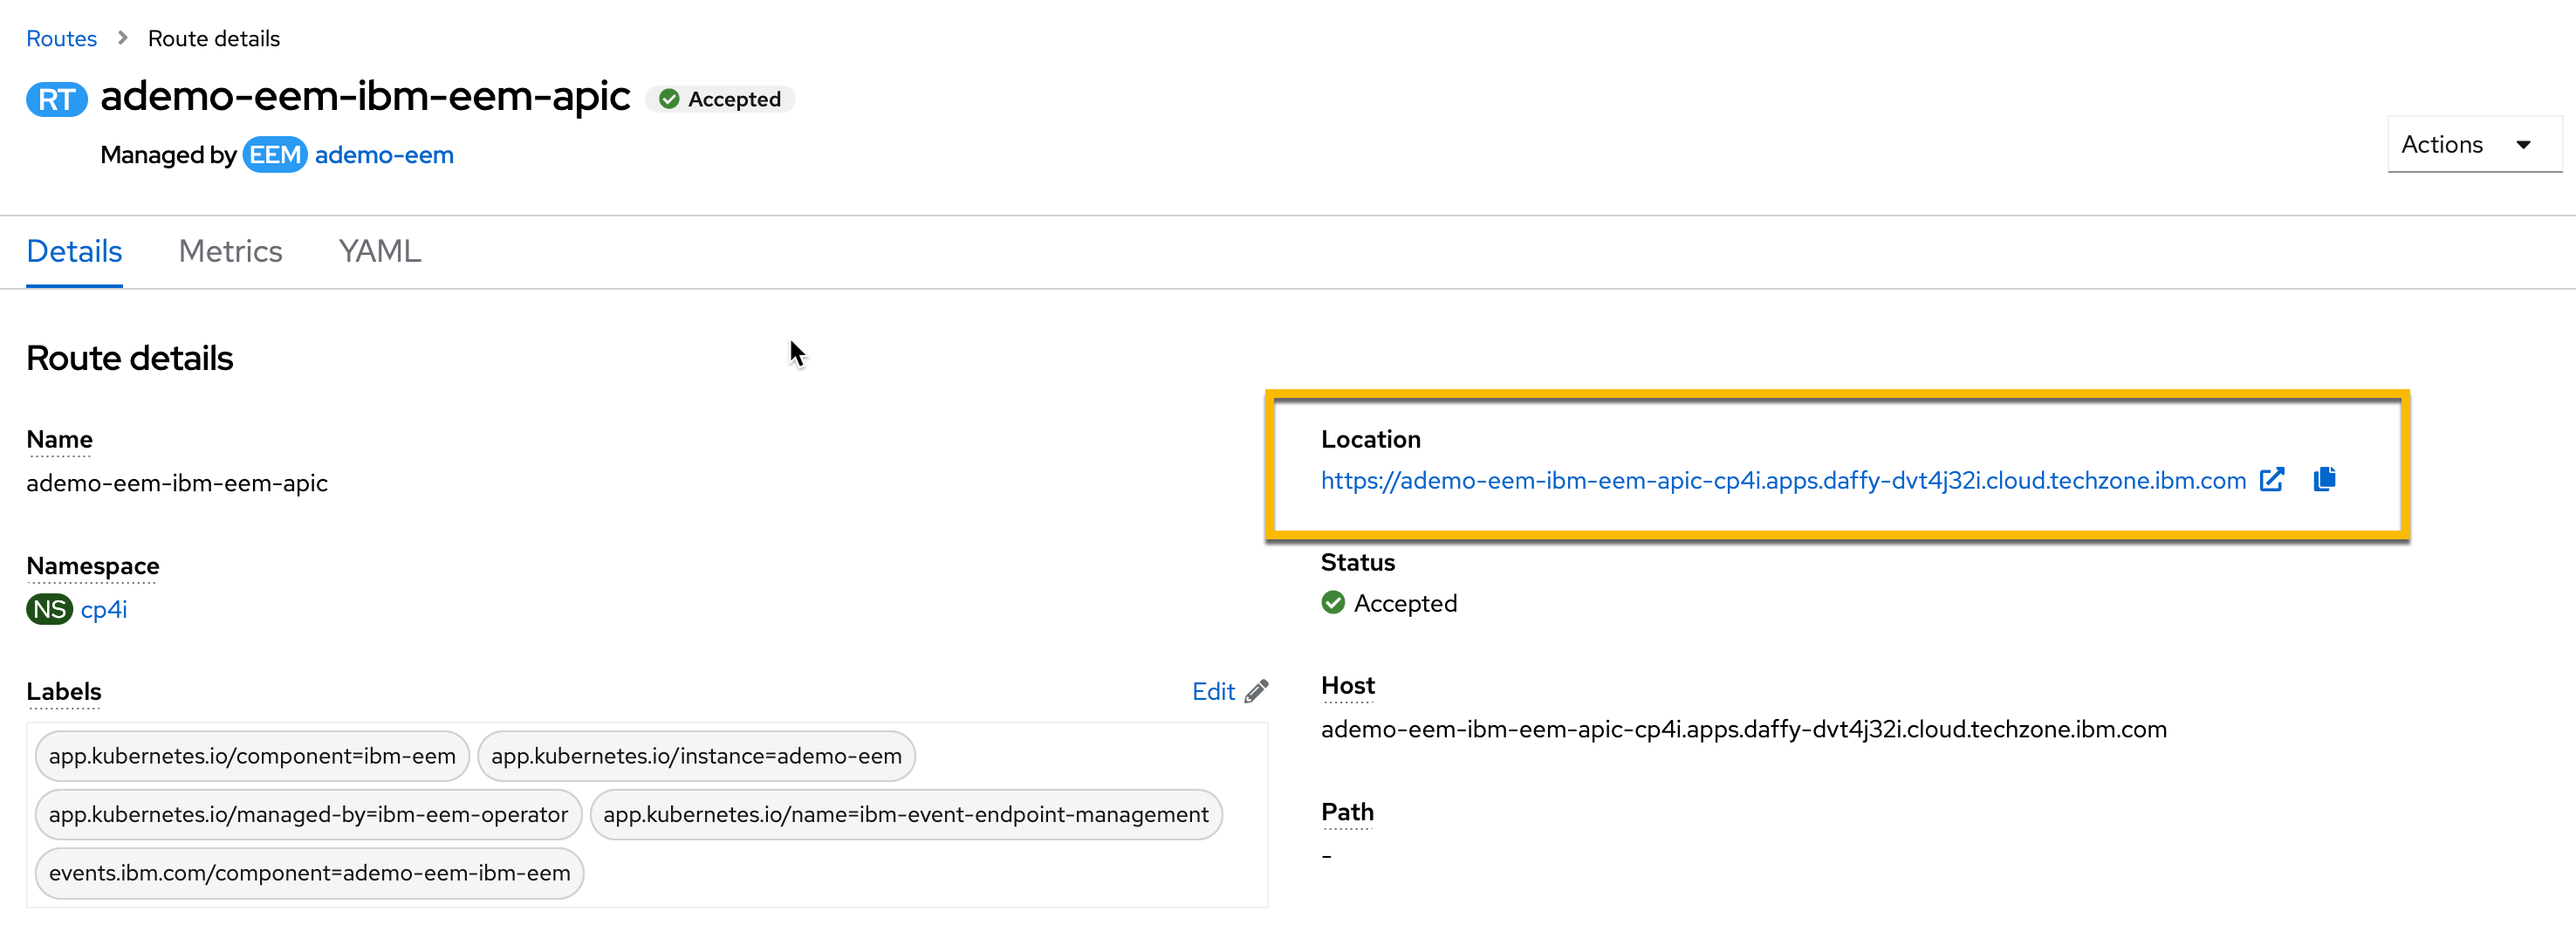 Routes > Route details
RT ademo-eem-ibm-eem-apic Accepted
Managed by EEM ademo-eem
Actions
Details Metrics YAML
Route details
Name
ademo-eem-ibm-eem-apic
Namespace
NS cp4i
Labels
Edit
app.kubernetes.io/component=ibm-eem app.kubernetes.io/instance=ademo-eem
app.kubernetes.io/managed-by=ibm-eem-operator app.kubernetes.io/name=ibm-event-endpoint-management
events.ibm.com/component=ademo-eem-ibm-eem
Location
https://ademo-eem-ibm-eem-apic-cp4i.apps.daffy-dvt4j32i.cloud.techzone.ibm.com
Status
Accepted
Host
ademo-eem-ibm-eem-apic-cp4i.apps.daffy-dvt4j32i.cloud.techzone.ibm.com
Path
-